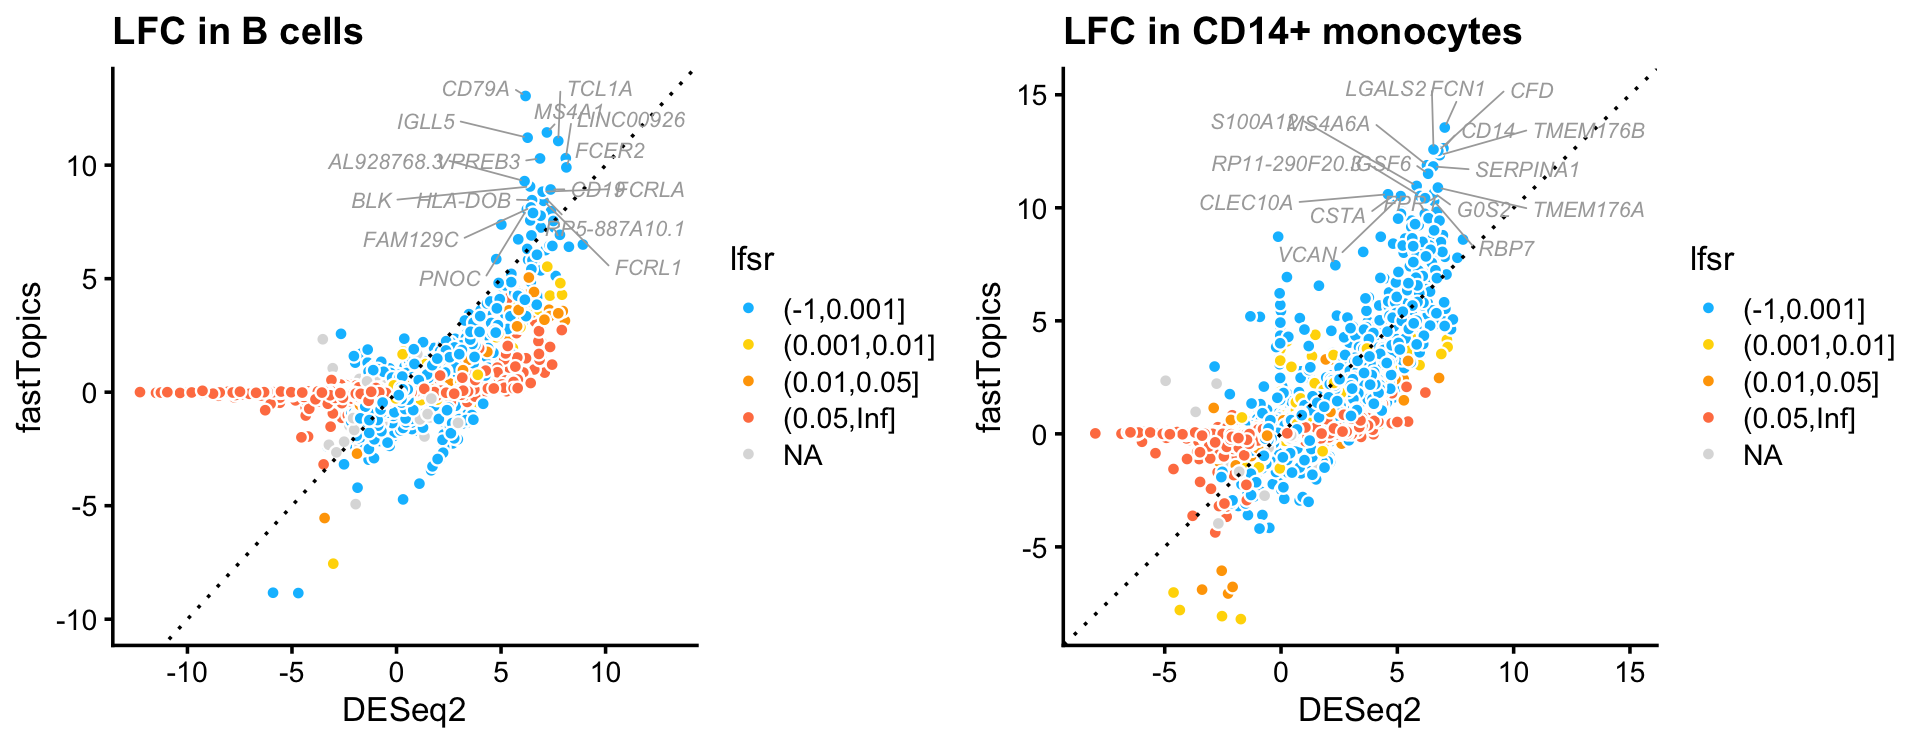 LFC in B cells
CD79A
TCL1A
MS4A1
IGLL5
LINC00926
FCER2
AL928768.3
VPREB3
CD19
FCRLA
BLK
HLA-DOB
RP5-887A10.1
FAM129C
FCRL1
PNOC
10
5
0
-5
-10
fastTopics
-10
-5
0
5
10
DESeq2
lfsr
(-1,0.001]
(0.001,0.01]
(0.01,0.05]
(0.05,Inf]
NA
LFC in CD14+ monocytes
LGALS2
FCN1
CFD
S100A12
MS4A6A
CD14
TMEM176B
RP11-290F20.3
IGSF6
SERPINA1
CLEC10A
CSTA
G0S2
TMEM176A
VCAN
RBP7
15
10
5
0
-5
fastTopics
-5
0
5
10
15
DESeq2
lfsr
(-1,0.001]
(0.001,0.01]
(0.01,0.05]
(0.05,Inf]
NA